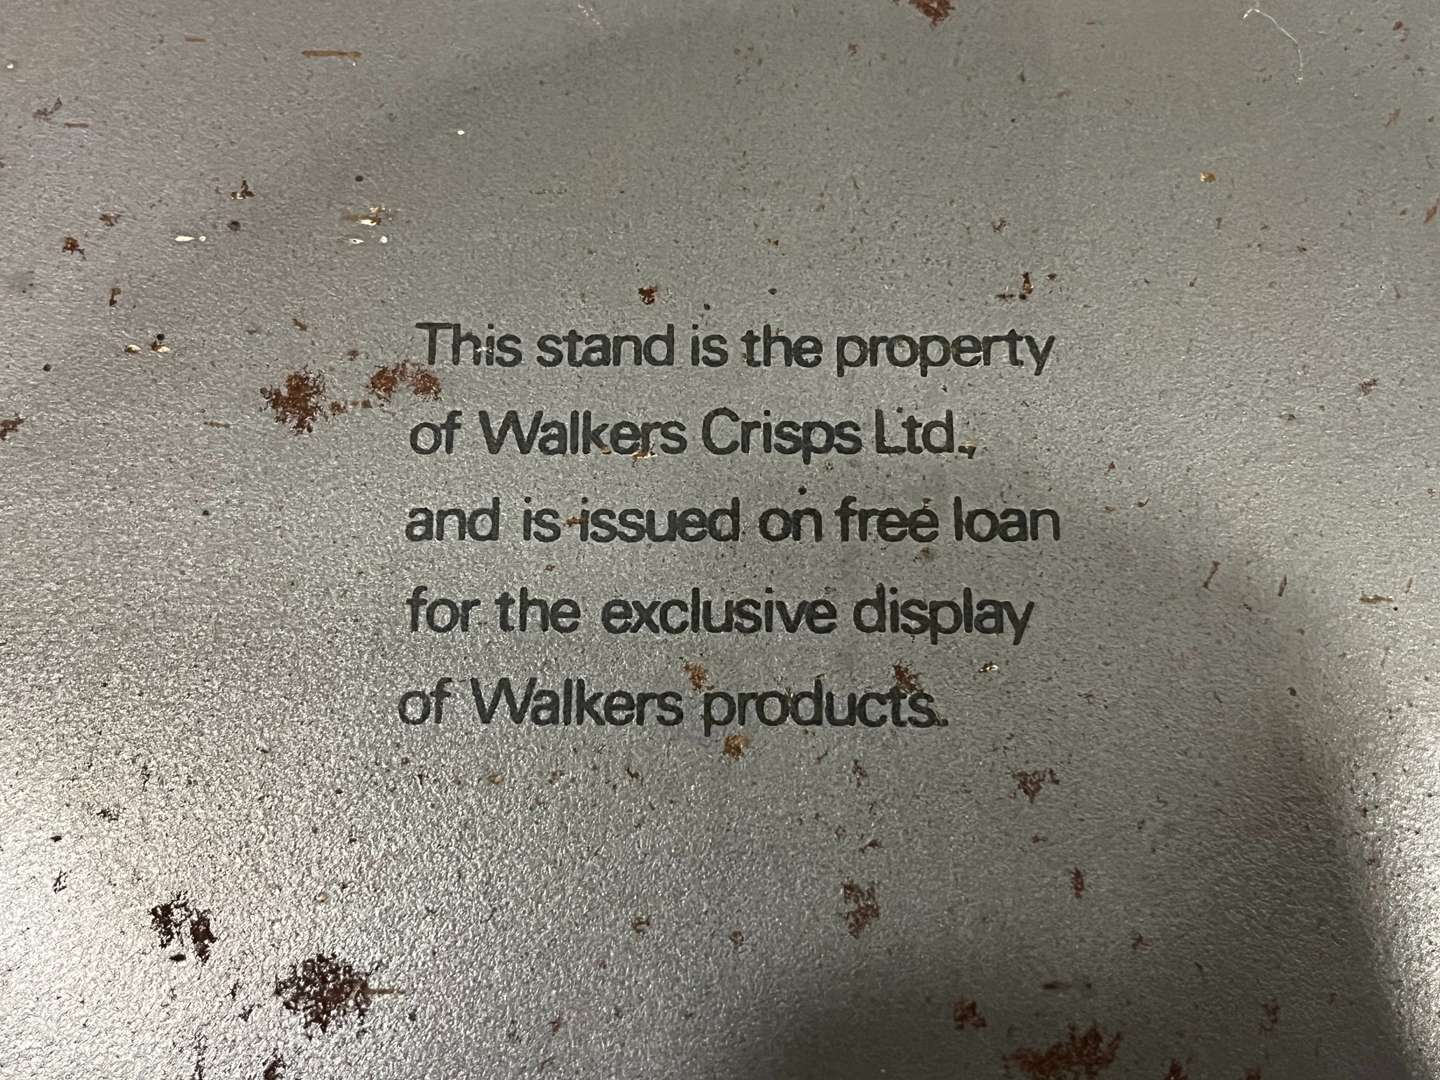 This stand is the property
of Walkers Crisps Ltd.,
and is issued on free loan
for the exclusive display
of Walkers products.